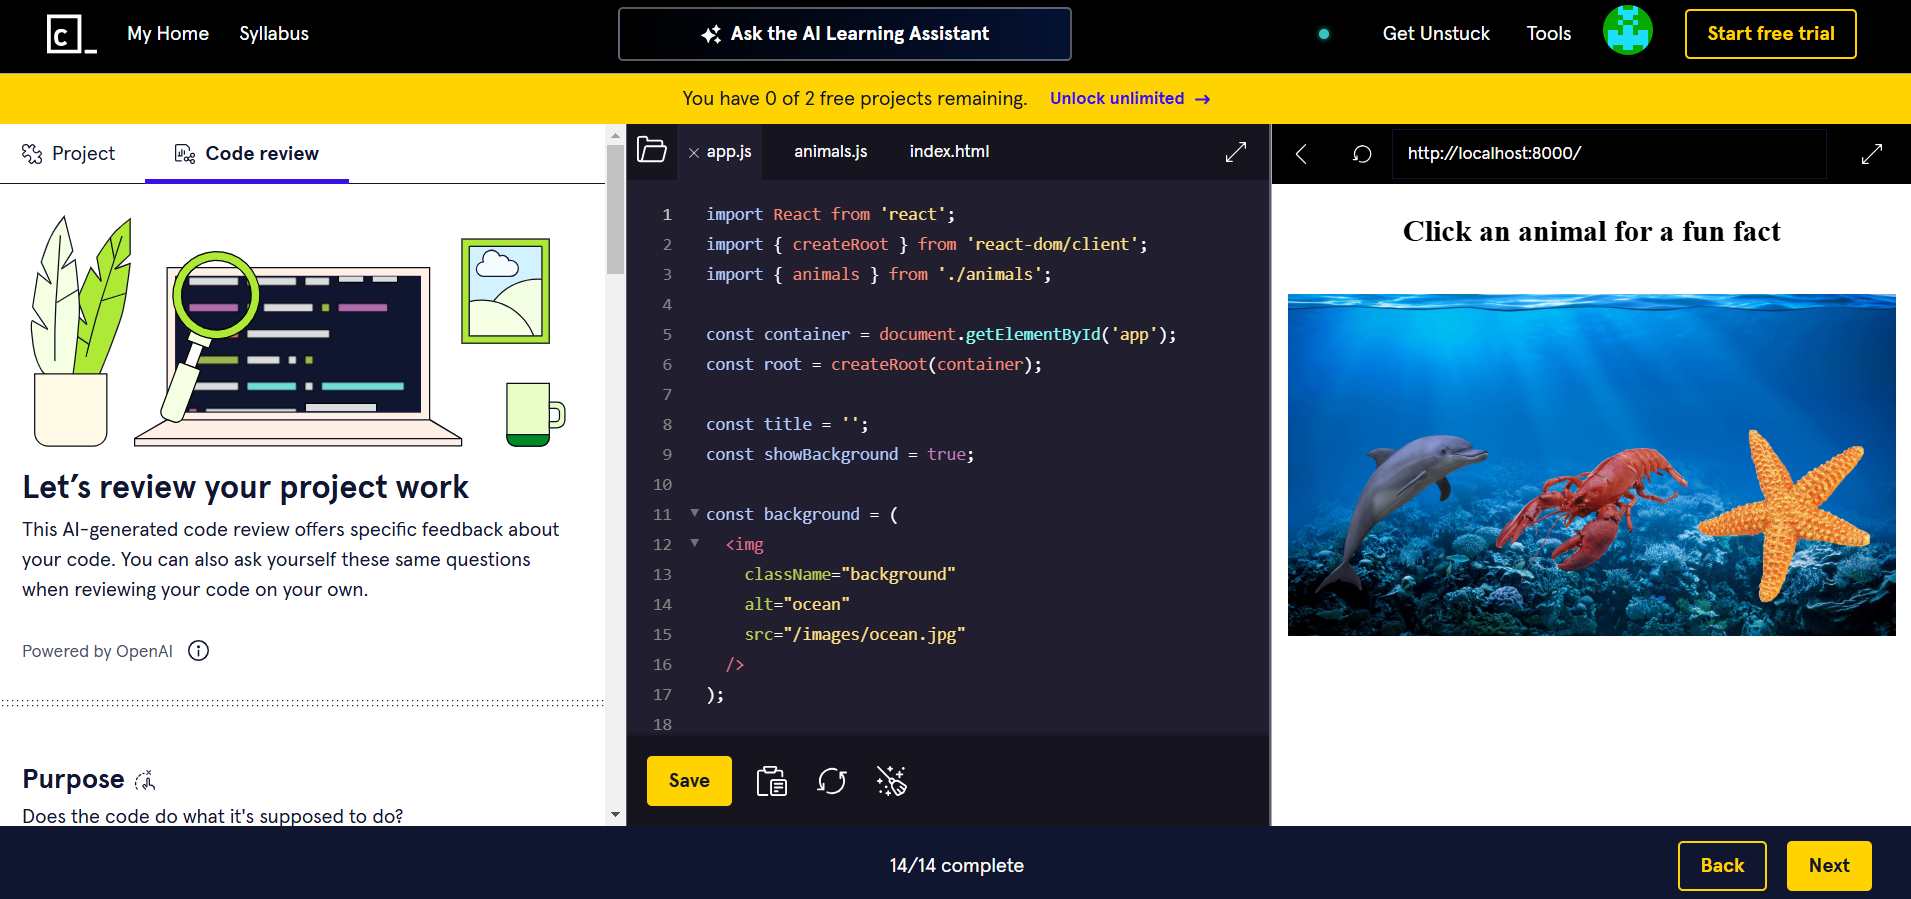 c_
My Home
Syllabus
Ask the AI Learning Assistant
Get Unstuck
Tools
Start free trial
You have 0 of 2 free projects remaining.
Unlock unlimited →
Project
Code review
Let's review your project work
This AI-generated code review offers specific feedback about
your code. You can also ask yourself these same questions
when reviewing your code on your own.
Powered by OpenAI
Purpose
Does the code do what it's supposed to do?
app.js
animals.js
index.html
1 import React from 'react';
2 import { createRoot } from 'react-dom/client';
3 import { animals } from './animals';
4
5 const container = document.getElementById('app');
6 const root = createRoot(container);
7
8 const title = '';
9 const showBackground = true;
10
11 const background = (
12 <img
13 className="background"
14 alt="ocean"
15 src="/images/ocean.jpg"
16 />
17 );
18
Save
http://localhost:8000/
Click an animal for a fun fact
14/14 complete
Back
Next